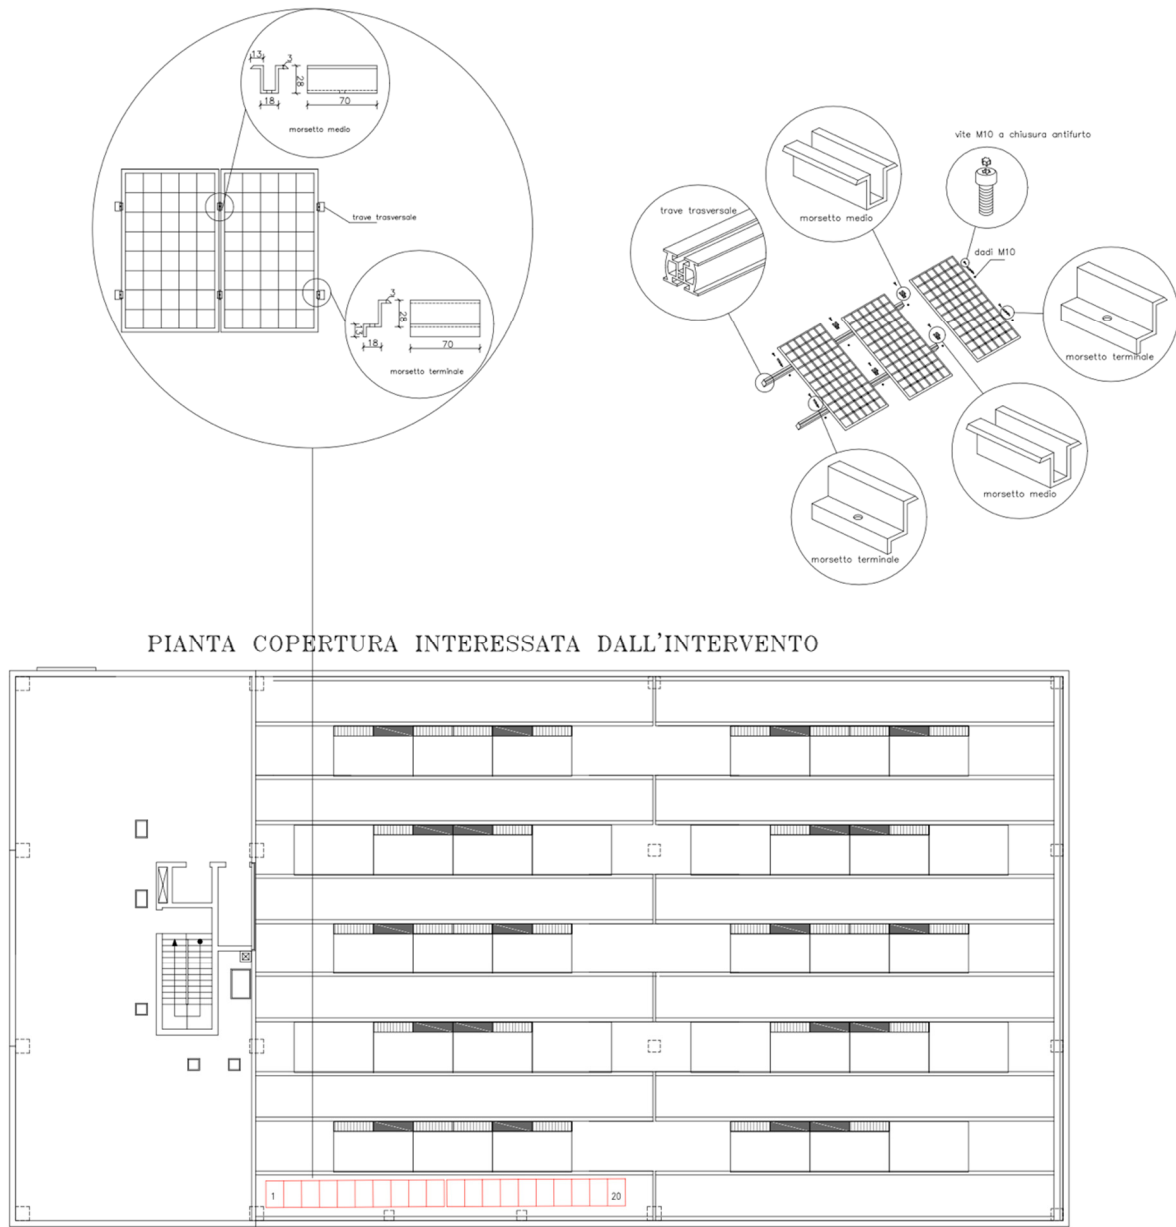 13
3
28
18
70
morsetto medio
trave trasversale
3
28
13
18
70
morsetto terminale
vite M10 a chiusura antifurto
morsetto medio
trave trasversale
dadi M10
morsetto terminale
morsetto medio
morsetto terminale
PIANTA COPERTURA INTERESSATA DALL'INTERVENTO
1
20